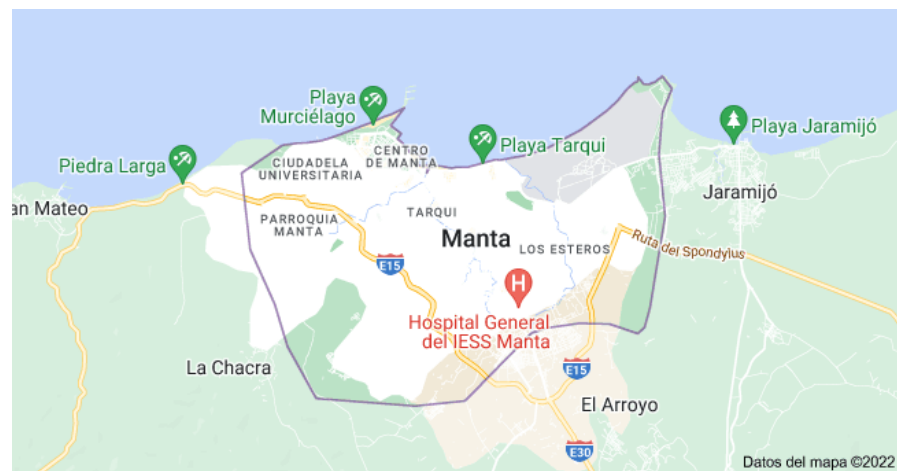 Playa
Murciélago
CENTRO
DE MANTA
Playa Tarqui
Playa Jaramijó
Piedra Larga
CIUDADELA
UNIVERSITARIA
Jaramijó
an Mateo
PARROQUIA
MANTA
TARQUI
Manta
LOS ESTEROS
Ruta del Spondylus
E15
H
Hospital General
del IESS Manta
La Chacra
E15
El Arroyo
E30
Datos del mapa ©2022